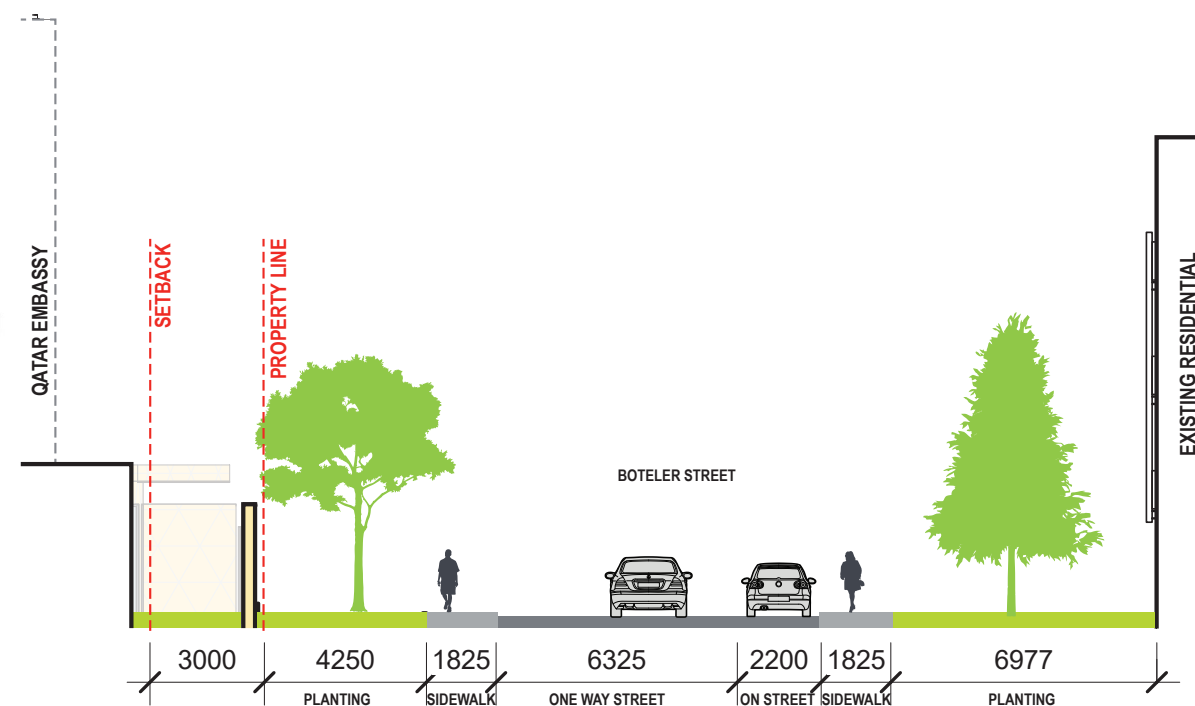 QATAR EMBASSY
SETBACK
PROPERTY LINE
BOTELER STREET
EXISTING RESIDENTIAL
3000 4250 1825 6325 2200 1825 6977
PLANTING SIDEWALK ONE WAY STREET ON STREET SIDEWALK PLANTING